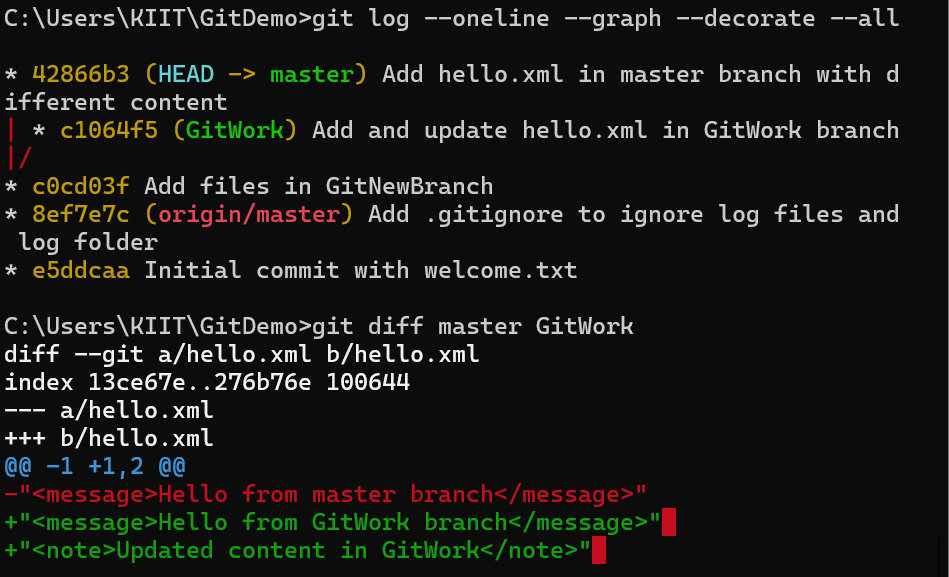 C:\Users\KIIT\GitDemo>git log --oneline --graph --decorate --all
* 42866b3 (HEAD -> master) Add hello.xml in master branch with d
ifferent content
| * c1064f5 (GitWork) Add and update hello.xml in GitWork branch
|/
* c0cd03f Add files in GitNewBranch
* 8ef7e7c (origin/master) Add .gitignore to ignore log files and
 log folder
* e5ddcaa Initial commit with welcome.txt
C:\Users\KIIT\GitDemo>git diff master GitWork
diff --git a/hello.xml b/hello.xml
index 13ce67e..276b76e 100644
--- a/hello.xml
+++ b/hello.xml
@@ -1 +1,2 @@
-"<message>Hello from master branch</message>"
+"<message>Hello from GitWork branch</message>"
+"<note>Updated content in GitWork</note>"